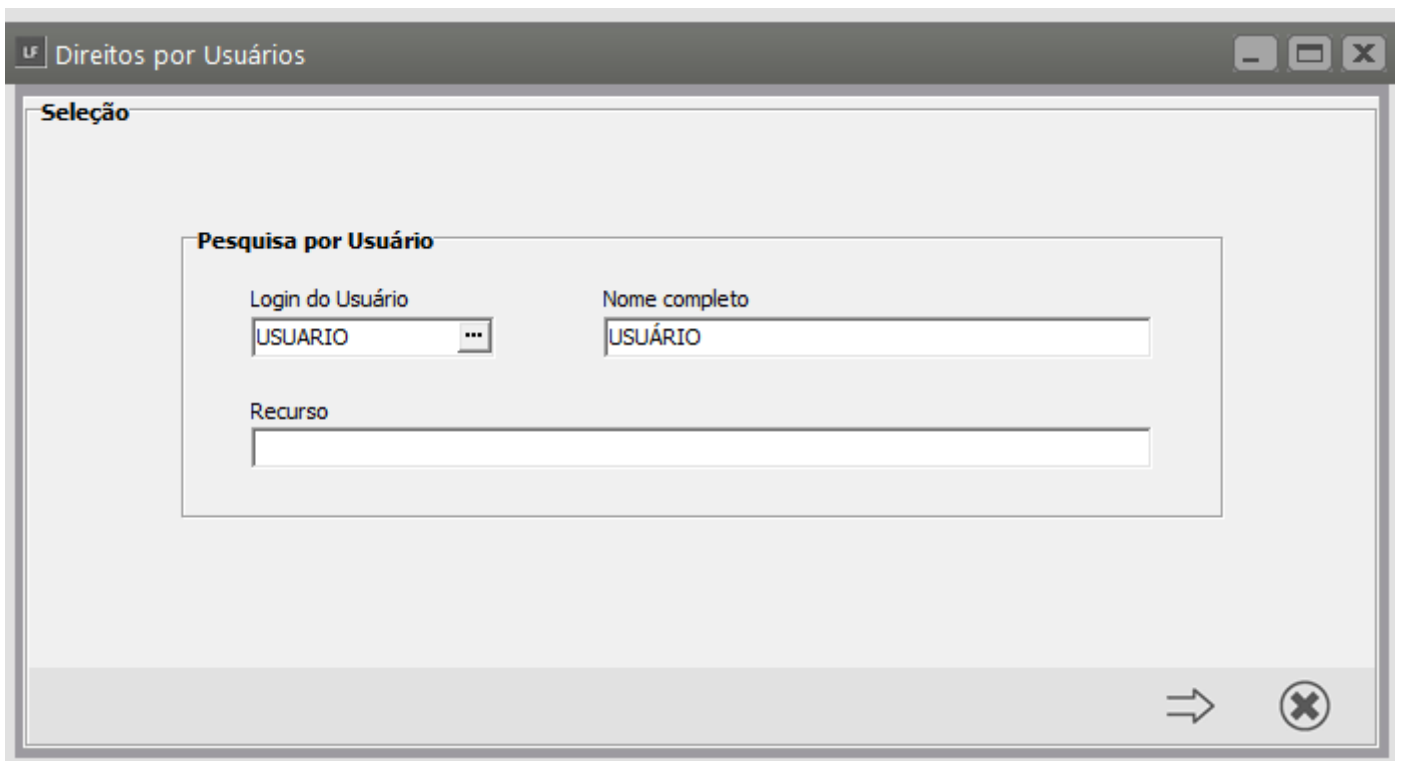 LF Direitos por Usuários
Seleção
Pesquisa por Usuário
Login do Usuário Nome completo
USUARIO ... USUÁRIO
Recurso